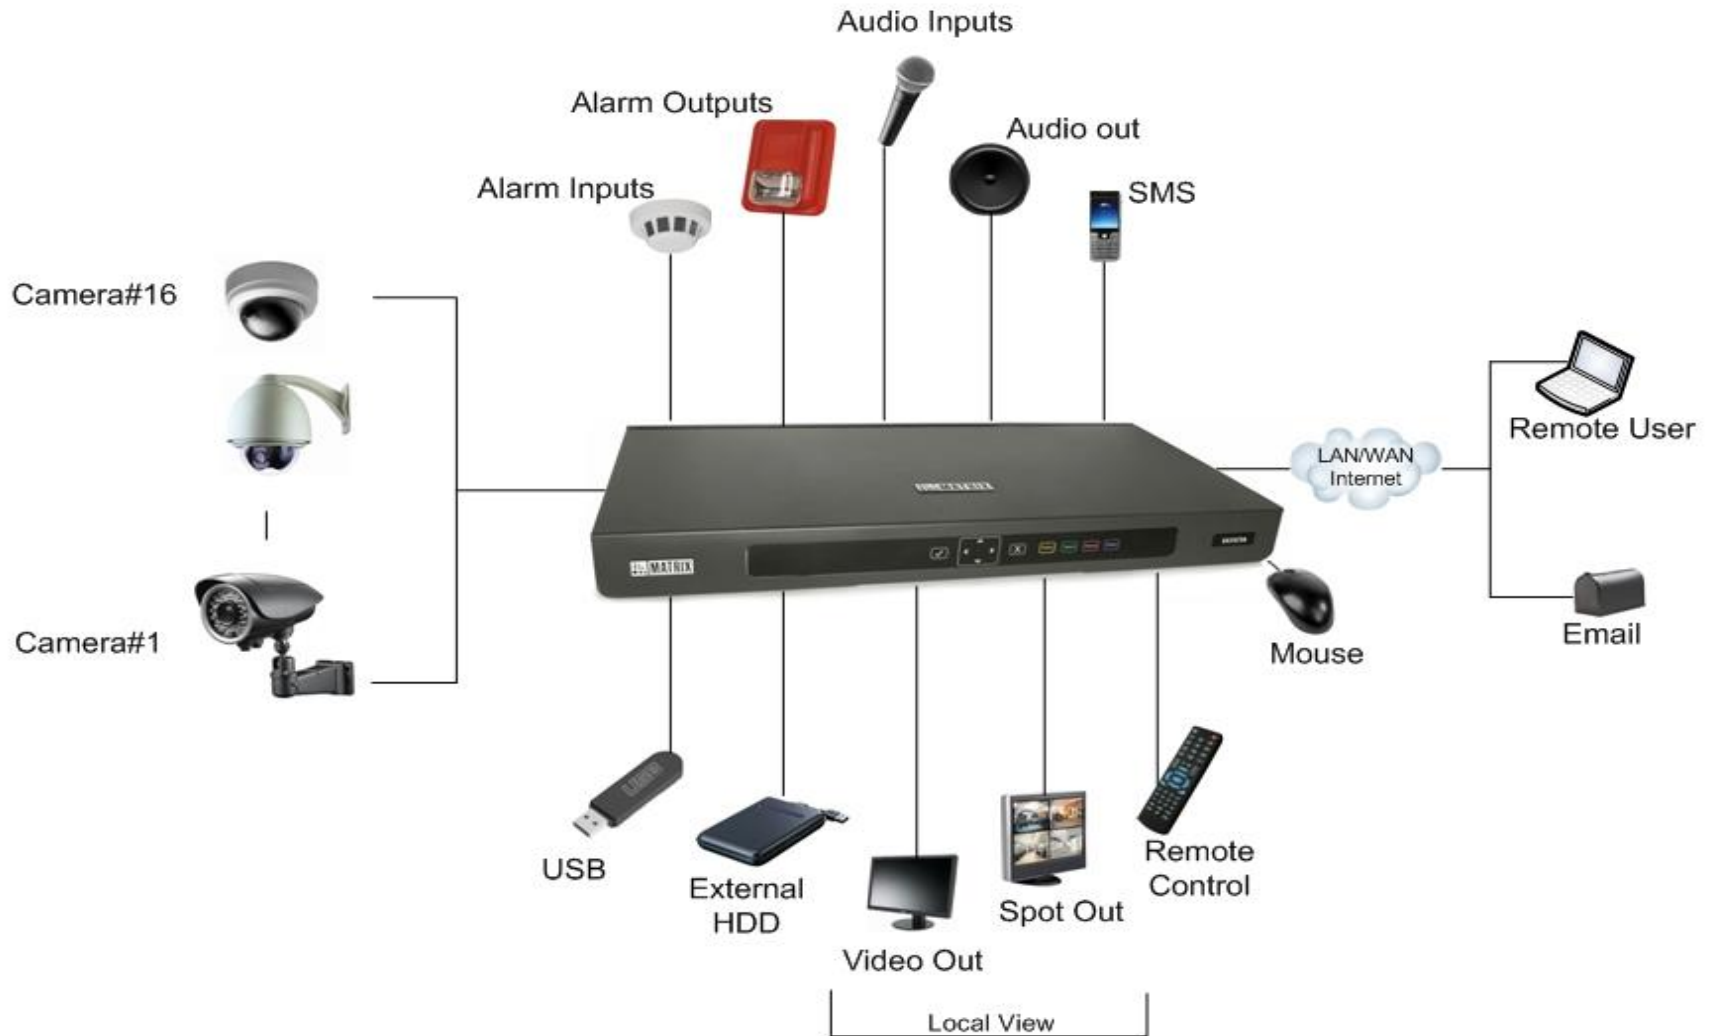 Audio Inputs
Alarm Outputs
Audio out
Alarm Inputs
SMS
Camera#16
Remote User
LAN/WAN
Internet
MATRIX
MATRIX
Camera#1
Mouse
Email
USB
External
HDD
Video Out
Spot Out
Remote
Control
Local View